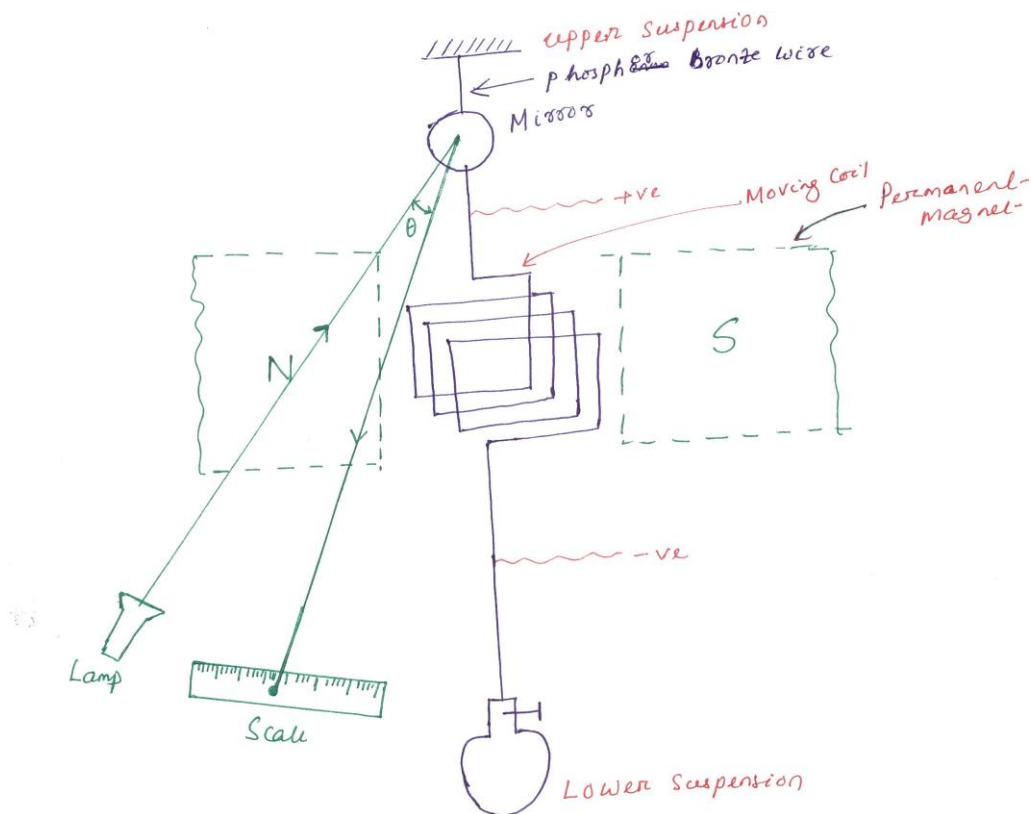 Upper Suspension
phosphor Bronze wire
Mirror
+ve
Moving Coil
Permanent-
magnet-
θ
N
S
-ve
Lamp
Scale
Lower Suspension